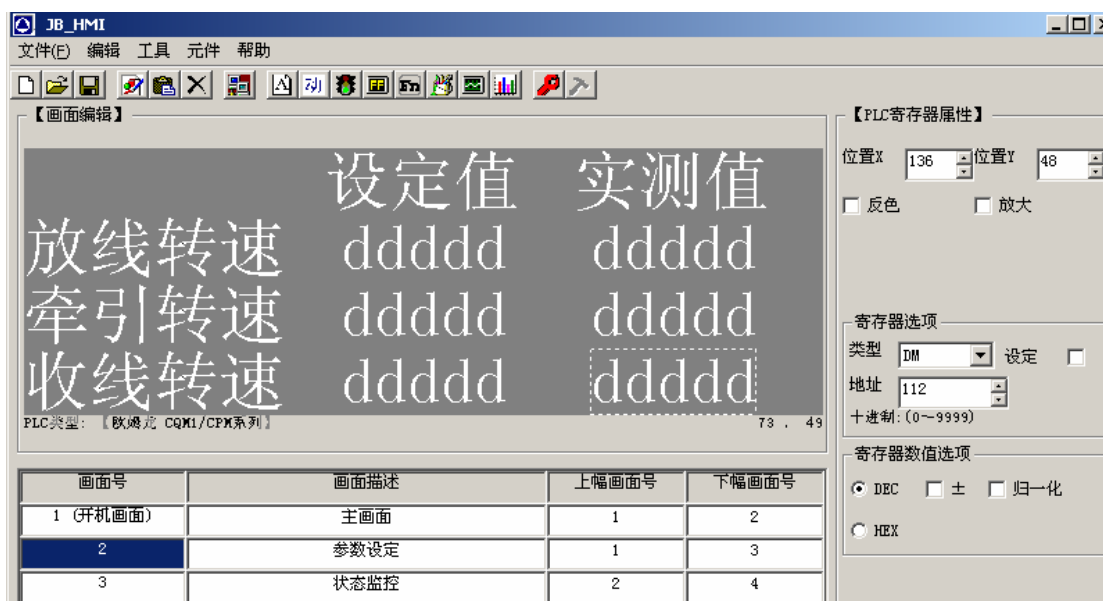 JB_HMI
文件(F) 编辑 工具 元件 帮助
【画面编辑】
设定值 实测值
放线转速 ddddd ddddd
牵引转速 ddddd ddddd
收线转速 ddddd ddddd
PLC类型: 【欧姆龙 CQM1/CPM系列】 73 . 49
画面号 画面描述 上幅画面号 下幅画面号
1 (开机画面) 主画面 1 2
2 参数设定 1 3
3 状态监控 2 4
【PLC寄存器属性】
位置X 136 位置Y 48
反色 放大
寄存器选项
类型 DM 设定
地址 112
十进制:(0--9999)
寄存器数值选项
DEC ± 归一化
HEX